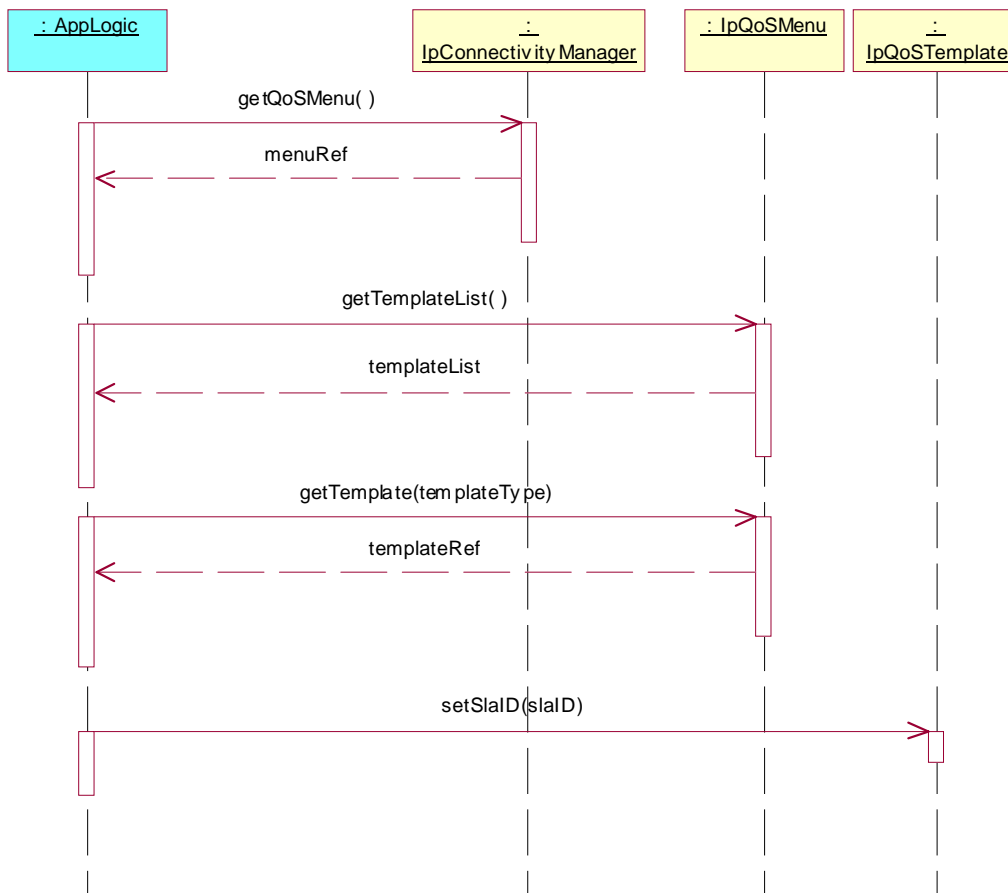 : AppLogic
:
IpConnectivityManager
: IpQoSMenu
:
IpQoSTemplate
getQoSMenu( )
menuRef
getTemplateList( )
templateList
getTemplate(templateType)
templateRef
setSlaID(slaID)